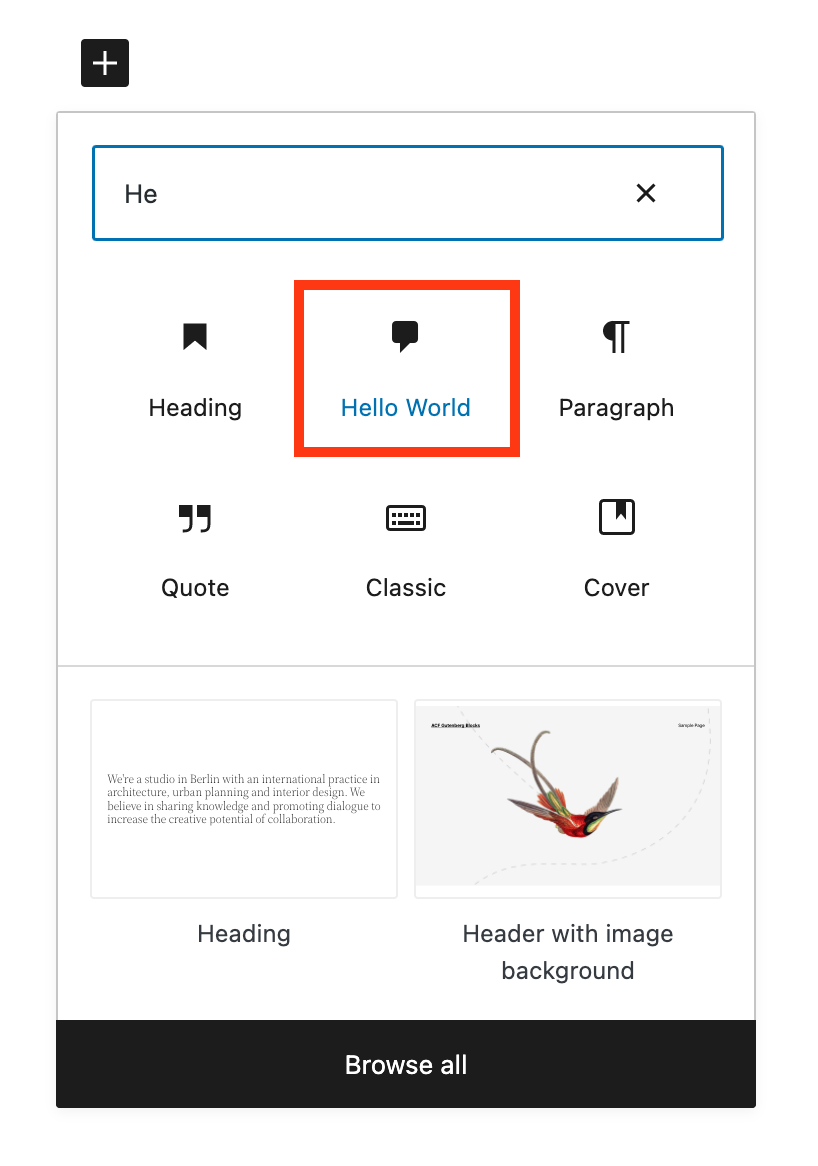 He
Heading
Hello World
Paragraph
Quote
Classic
Cover
We're a studio in Berlin with an international practice in
architecture, urban planning and interior design. We
believe in sharing knowledge and promoting dialogue to
increase the creative potential of collaboration.
ACF Gutenberg Blocks
Sample Page
Heading
Header with image
background
Browse all